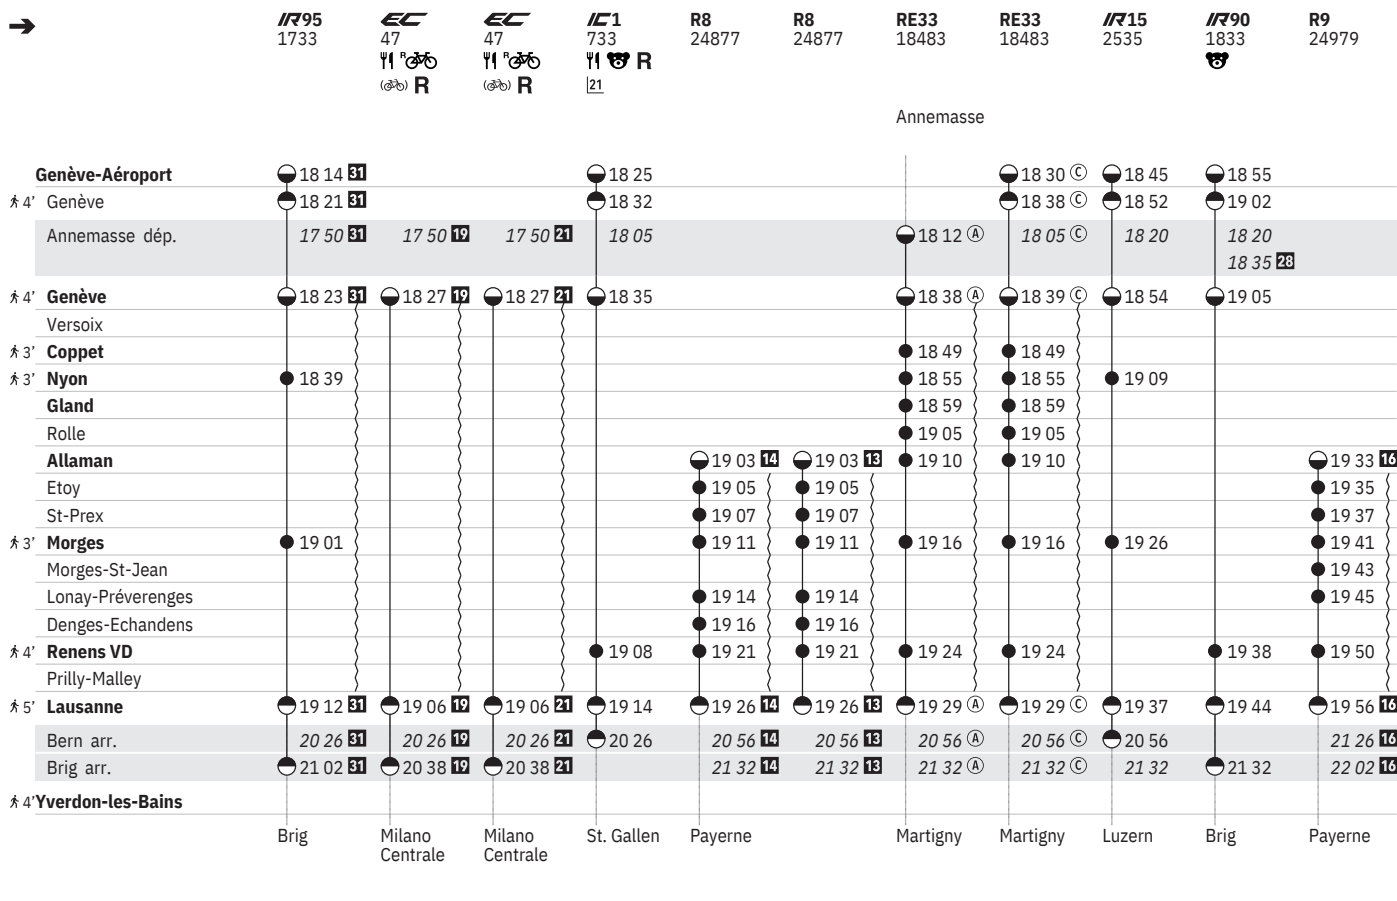 IR95 EC EC IC1 R8 R8 RE33 RE33 IR15 IR90 R9
1733 47 47 733 24877 24877 18483 18483 2535 1833 24979
R R R
R R 21
Annemasse
Genève-Aéroport 18 14 31 18 25 18 30 C 18 45 18 55
4' Genève 18 21 31 18 32 18 38 C 18 52 19 02
Annemasse dép. 17 50 31 17 50 19 17 50 21 18 05 18 12 A 18 05 C 18 20 18 20
18 35 28
4' Genève 18 23 31 18 27 19 18 27 21 18 35 18 38 A 18 39 C 18 54 19 05
Versoix
3' Coppet 18 49 18 49
3' Nyon 18 39 18 55 18 55 19 09
Gland 18 59 18 59
Rolle 19 05 19 05
Allaman 19 03 14 19 03 13 19 10 19 10 19 33 16
Etoy 19 05 19 05 19 35
St-Prex 19 07 19 07 19 37
3' Morges 19 01 19 11 19 11 19 16 19 16 19 26 19 41
Morges-St-Jean 19 43
Lonay-Préverenges 19 14 19 14 19 45
Denges-Echandens 19 16 19 16
4' Renens VD 19 08 19 21 19 21 19 24 19 24 19 38 19 50
Prilly-Malley
5' Lausanne 19 12 31 19 06 19 19 06 21 19 14 19 26 14 19 26 13 19 29 A 19 29 C 19 37 19 44 19 56 16
Bern arr. 20 26 31 20 26 19 20 26 21 20 26 20 56 14 20 56 13 20 56 A 20 56 C 20 56 21 26 16
Brig arr. 21 02 31 20 38 19 20 38 21 21 32 14 21 32 13 21 32 A 21 32 C 21 32 21 32 22 02 16
4' Yverdon-les-Bains
Brig Milano Milano St. Gallen Payerne Martigny Martigny Luzern Brig Payerne
Centrale Centrale